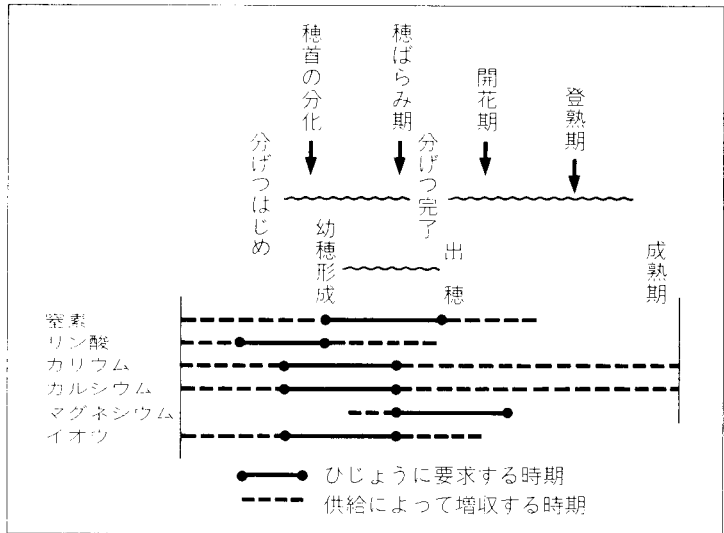 穂首の分化
穂ばらみ期
開花期
登熟期
分げつはじめ
分げつ完了
幼穂形成
出穂
成熟期
窒素
リン酸
カリウム
カルシウム
マグネシウム
イオウ
ひじょうに要求する時期
供給によって増収する時期